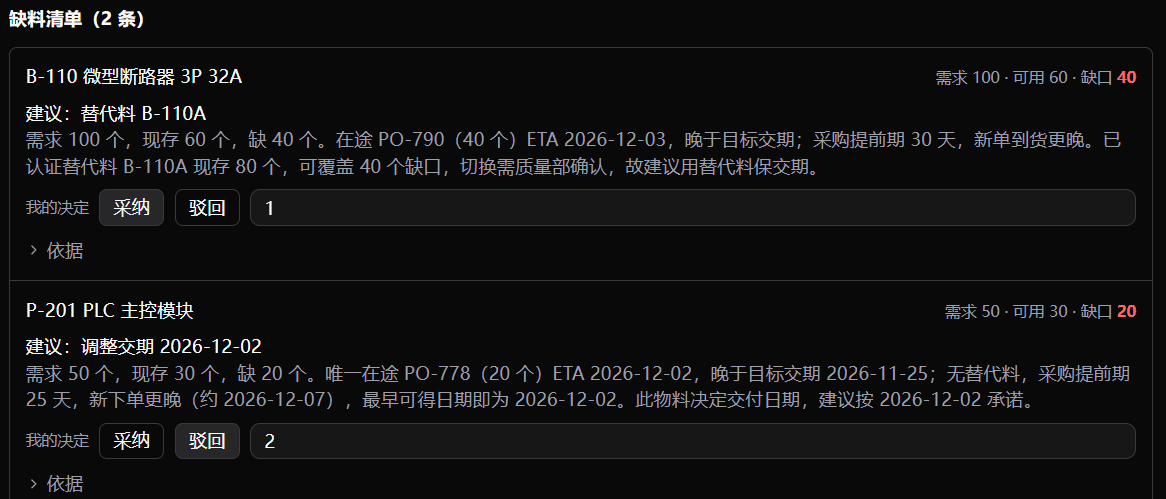 缺料清单（2 条）
B-110 微型断路器 3P 32A
需求 100 · 可用 60 · 缺口 40
建议：替代料 B-110A
需求 100 个，现存 60 个，缺 40 个。在途 PO-790（40 个）ETA 2026-12-03，晚于目标交期；采购提前期 30 天，新单到货更晚。已
认证替代料 B-110A 现存 80 个，可覆盖 40 个缺口，切换需质量部确认，故建议用替代料保交期。
我的决定 采纳 驳回 1
依据
P-201 PLC 主控模块
需求 50 · 可用 30 · 缺口 20
建议：调整交期 2026-12-02
需求 50 个，现存 30 个，缺 20 个。唯一在途 PO-778（20 个）ETA 2026-12-02，晚于目标交期 2026-11-25；无替代料，采购提前期
25 天，新下单更晚（约 2026-12-07），最早可得日期即为 2026-12-02。此物料决定交付日期，建议按 2026-12-02 承诺。
我的决定 采纳 驳回 2
依据